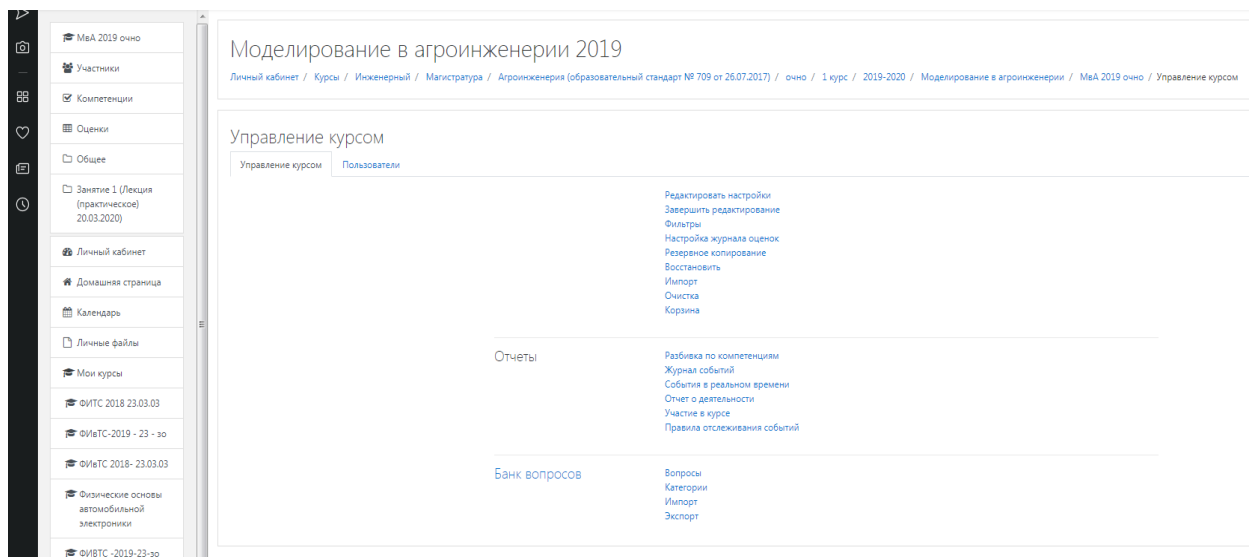 МвА 2019 очно
Участники
Компетенции
Оценки
Общее
Занятие 1 (Лекция
(практическое)
20.03.2020)
Личный кабинет
Домашняя страница
Календарь
Личные файлы
Мои курсы
ФИТС 2018 23.03.03
ФИвТС-2019 - 23 - зо
ФИвТС 2018- 23.03.03
Физические основы
автомобильной
электроники
ФИВТС -2019-23-зо
Моделирование в агроинженерии 2019
Личный кабинет / Курсы / Инженерный / Магистратура / Агроинженерия (образовательный стандарт № 709 от 26.07.2017) / очно / 1 курс / 2019-2020 / Моделирование в агроинженерии / МвА 2019 очно / Управление курсом
Управление курсом
Управление курсом Пользователи
Редактировать настройки
Завершить редактирование
Фильтры
Настройка журнала оценок
Резервное копирование
Восстановить
Импорт
Очистка
Корзина
Отчеты
Разбивка по компетенциям
Журнал событий
События в реальном времени
Отчет о деятельности
Участие в курсе
Правила отслеживания событий
Банк вопросов
Вопросы
Категории
Импорт
Экспорт